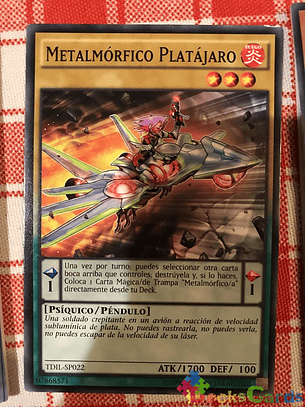 METALMÓRFICO PLATÁJARO
FUEGO
炎
Una vez por turno: puedes seleccionar otra carta
boca arriba que controles; destrúyela y, si lo haces,
Coloca 1 Carta Mágica/de Trampa "Metalmórfico/a"
directamente desde tu Deck.
1 1
[PSÍQUICO/PÉNDULO]
Una soldado crepitante en un avión a reacción de velocidad
sublumínica de plata. No puedes rastrearla, no puedes verla, no
puedes escapar de la velocidad de su láser.
TDIL-SP022
ATK/1700 DEF/ 100
07868571
TricksCards